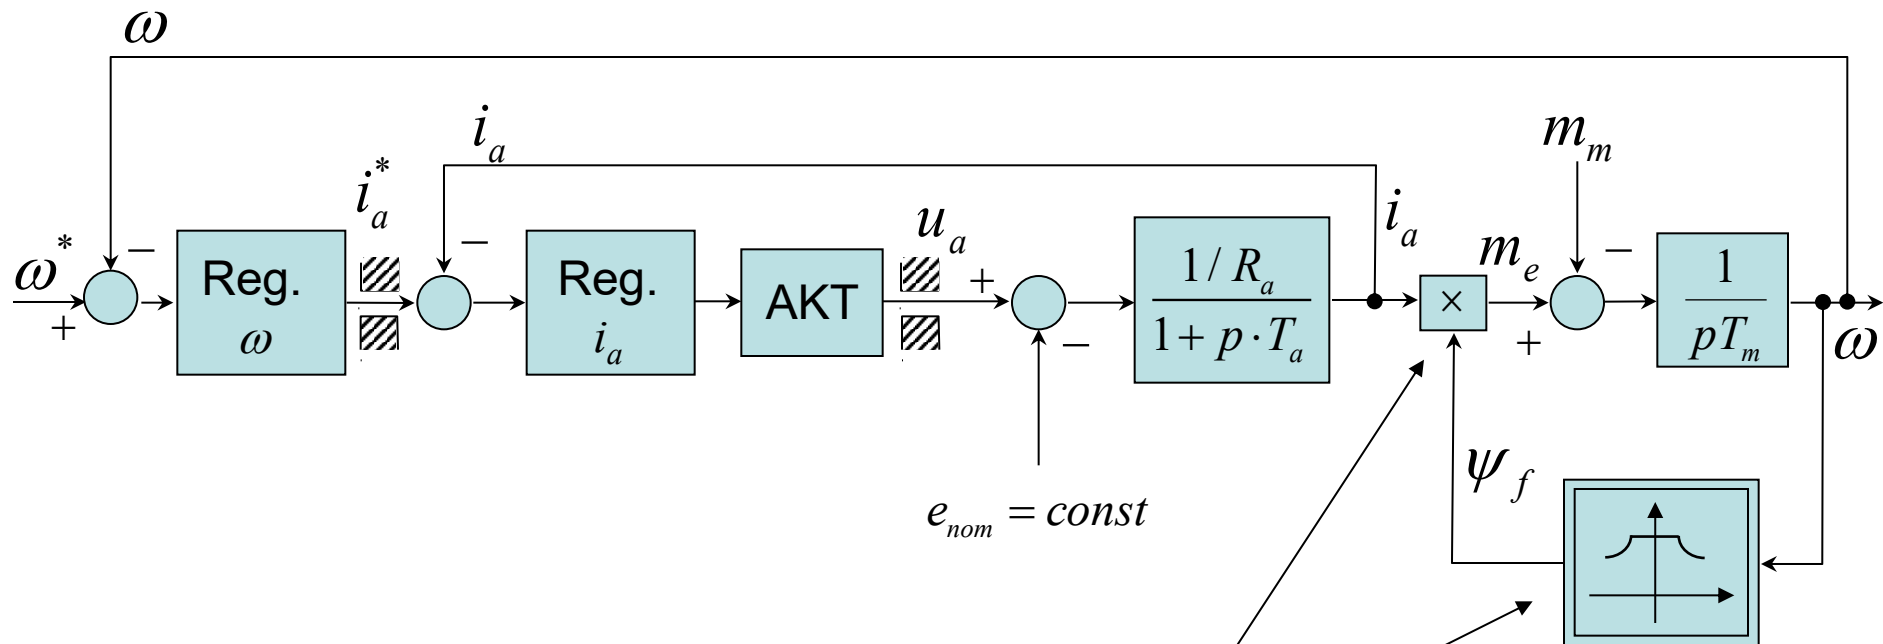 ω
i_a
m_m
i_a^*
u_a
i_a
m_e
ω^*
−
+
Reg.
ω
−
Reg.
i_a
AKT
+
−
1 / R_a
1 + p · T_a
×
+
−
1
pT_m
ω
ψ_f
e_nom = const